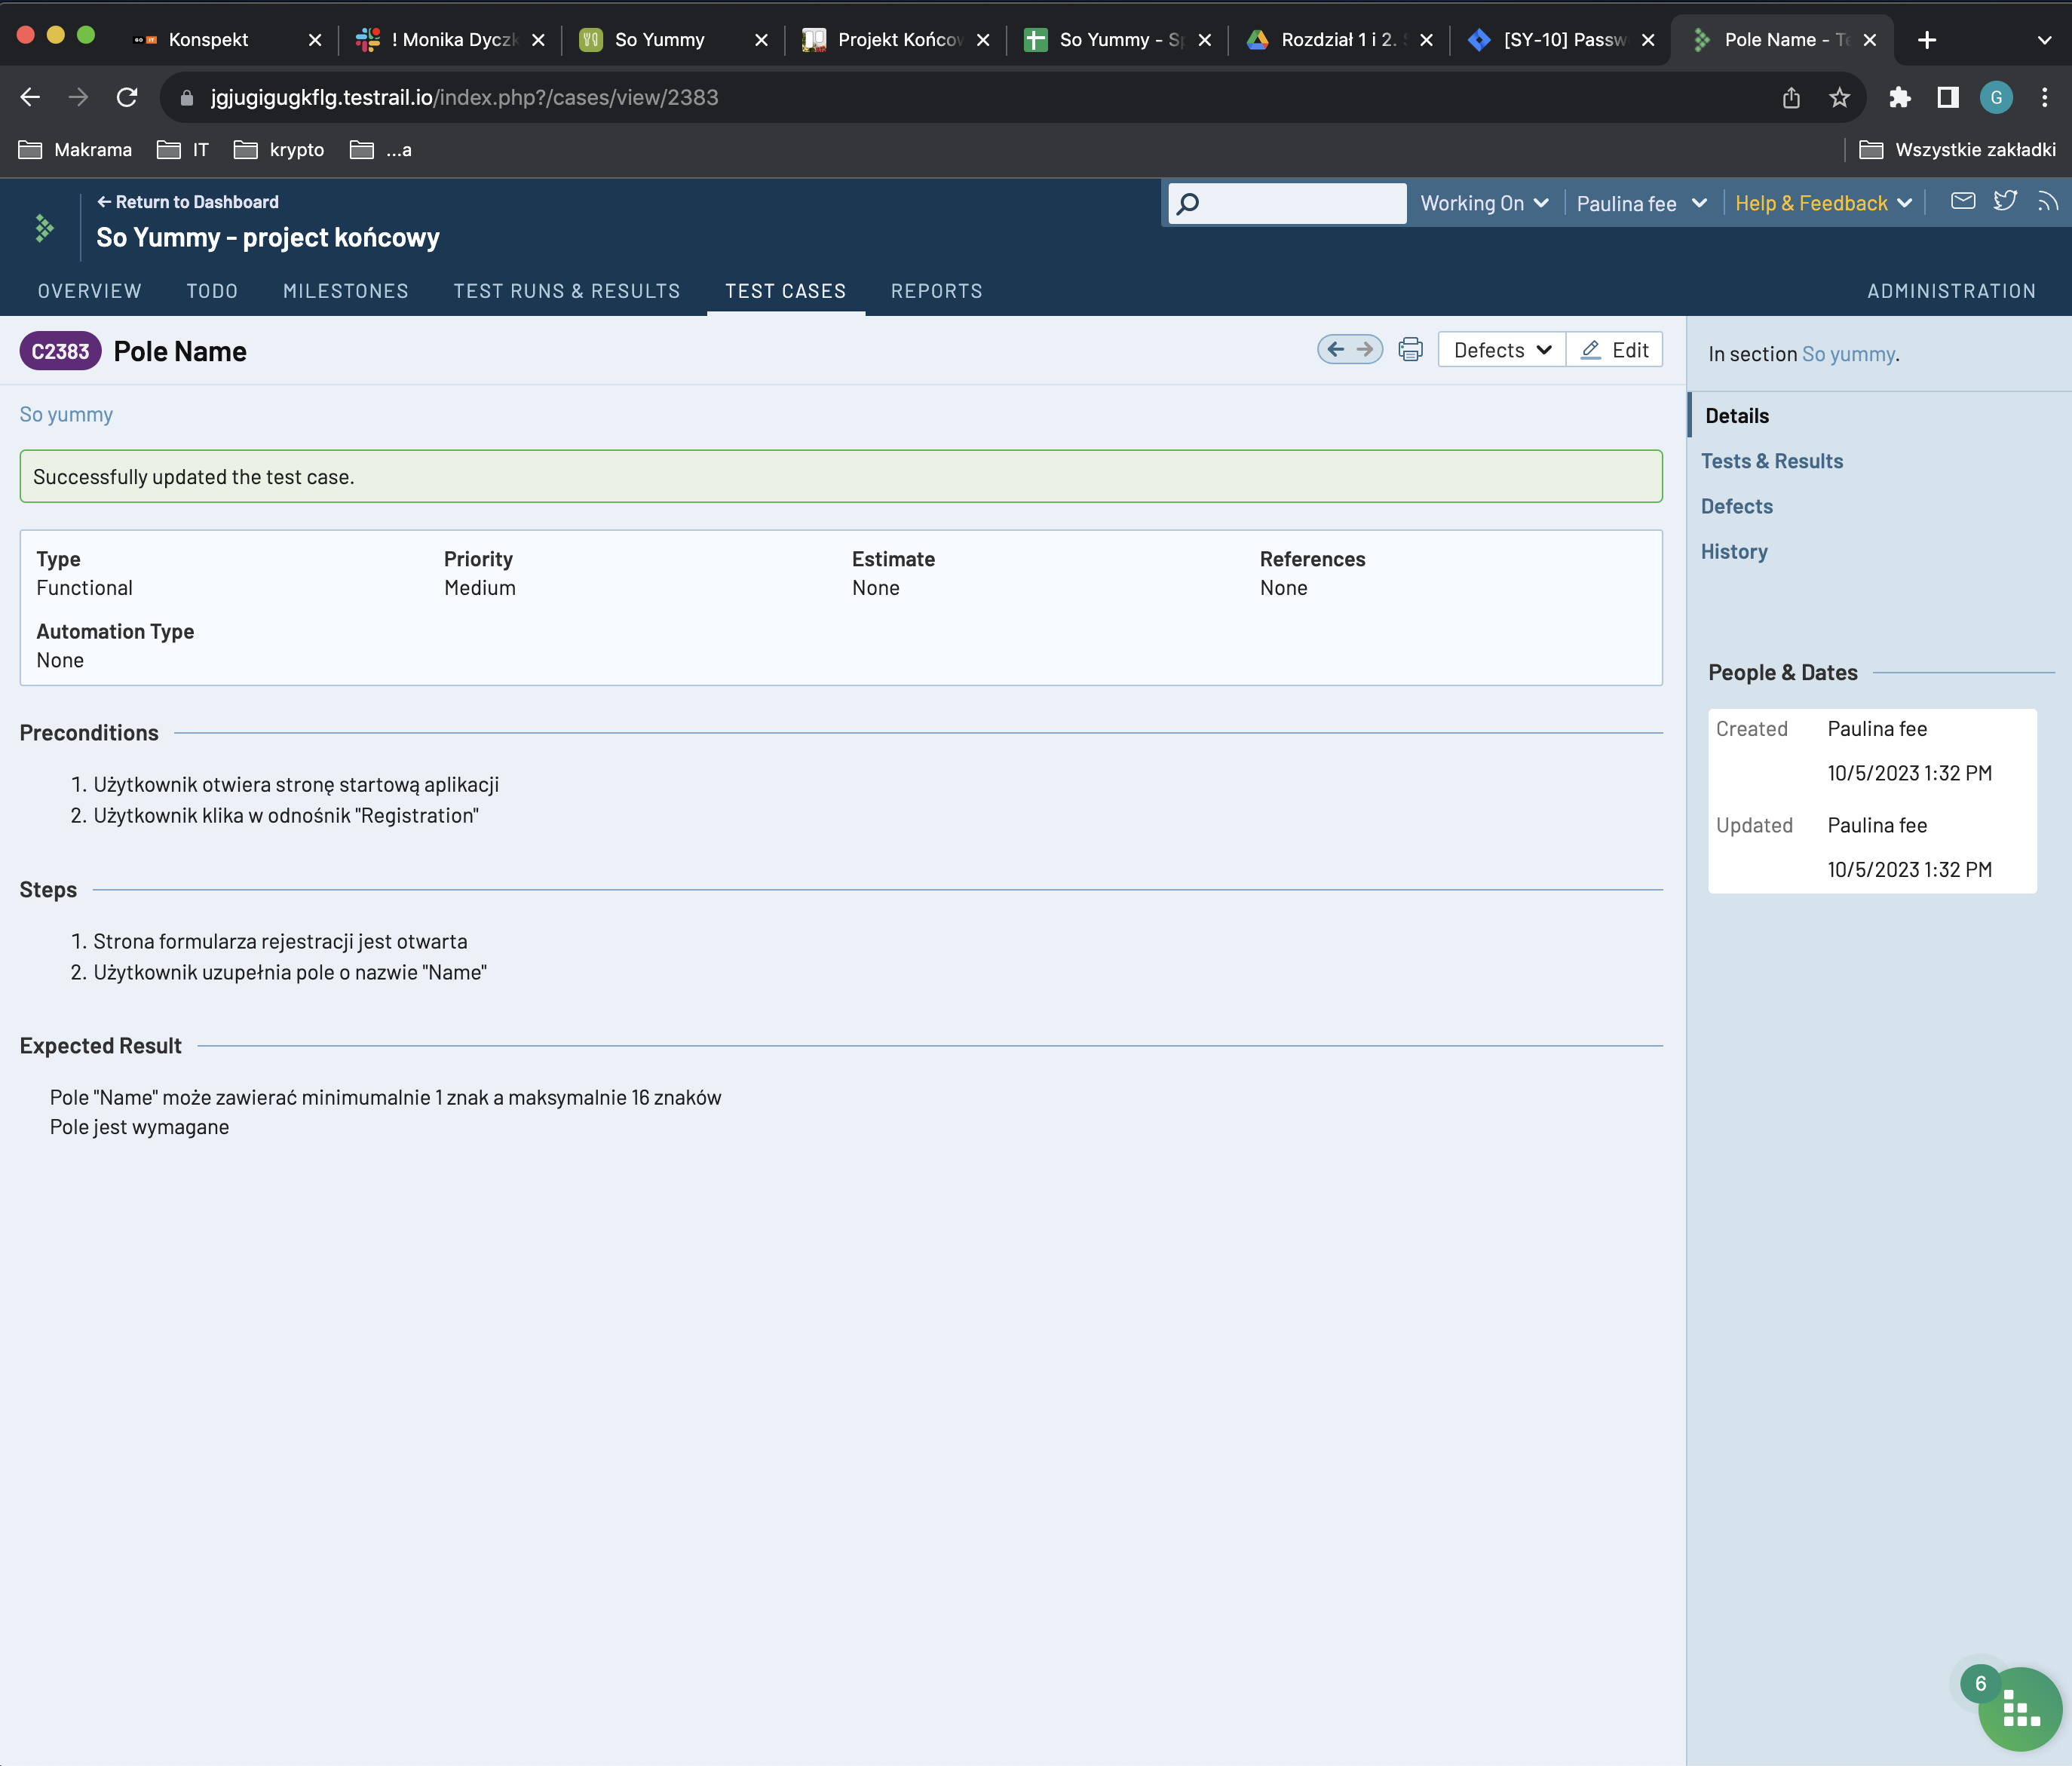 Konspekt
! Monika Dyczk
So Yummy
Projekt Końcow
So Yummy - Sp
Rozdział 1 i 2. S
[SY-10] Passw
Pole Name - Te
jgjugigugkflg.testrail.io/index.php?/cases/view/2383
G
Makrama
IT
krypto
...a
Wszystkie zakładki
← Return to Dashboard
So Yummy - project końcowy
Working On
Paulina fee
Help & Feedback
OVERVIEW
TODO
MILESTONES
TEST RUNS & RESULTS
TEST CASES
REPORTS
ADMINISTRATION
C2383 Pole Name
Defects
Edit
In section So yummy.
So yummy
Successfully updated the test case.
Type
Functional
Priority
Medium
Estimate
None
References
None
Automation Type
None
Preconditions
1. Użytkownik otwiera stronę startową aplikacji
2. Użytkownik klika w odnośnik "Registration"
Steps
1. Strona formularza rejestracji jest otwarta
2. Użytkownik uzupełnia pole o nazwie "Name"
Expected Result
Pole "Name" może zawierać minimumalnie 1 znak a maksymalnie 16 znaków
Pole jest wymagane
Details
Tests & Results
Defects
History
People & Dates
Created Paulina fee
10/5/2023 1:32 PM
Updated Paulina fee
10/5/2023 1:32 PM
6